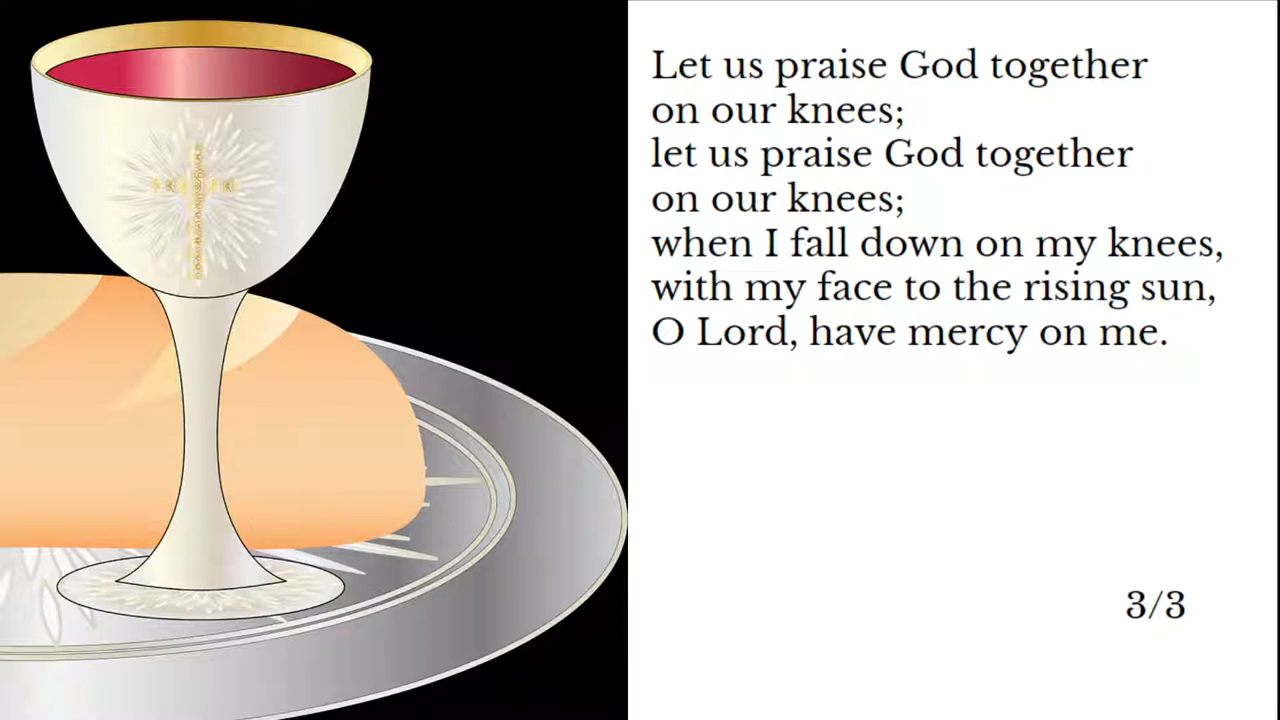 Let us praise God together
on our knees;
let us praise God together
on our knees;
when I fall down on my knees,
with my face to the rising sun,
O Lord, have mercy on me.
3/3